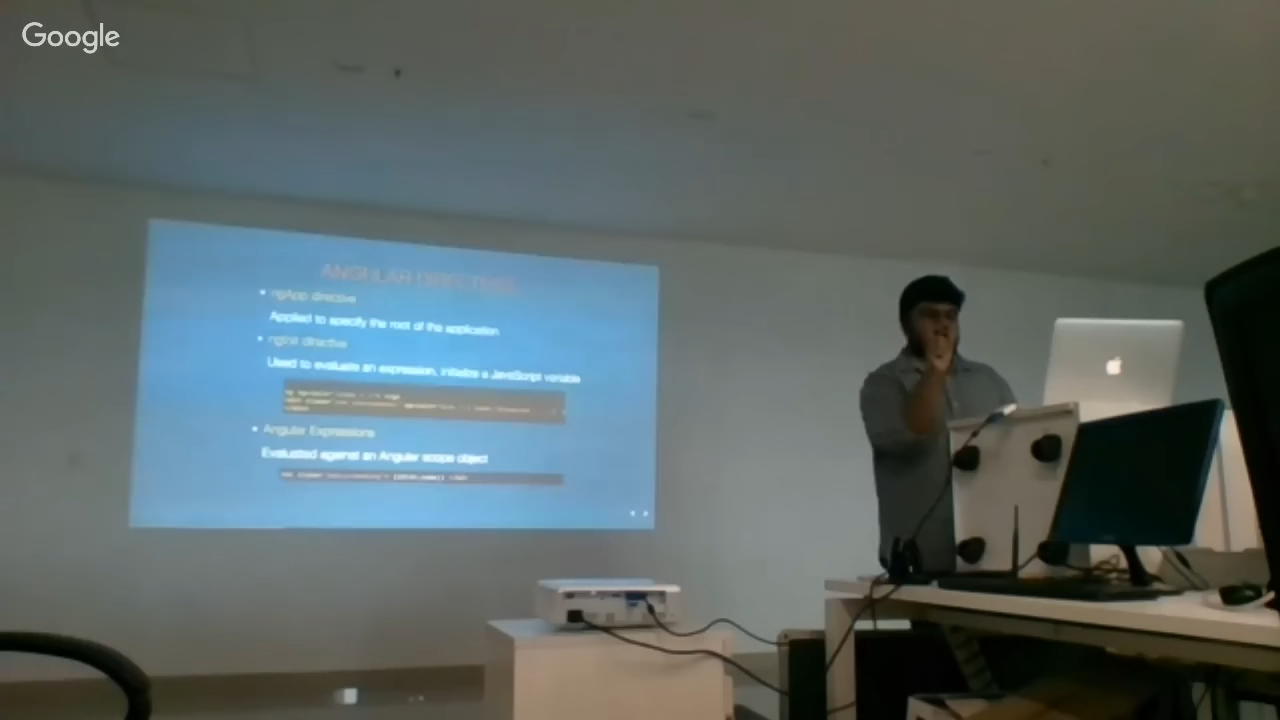 Google
ANGULAR DIRECTIVES
ngApp directive
Applied to specify the root of the application
ngInit directive
Used to evaluate an expression, initialize a JavaScript variable
Angular Expressions
Evaluated against an Angular scope object